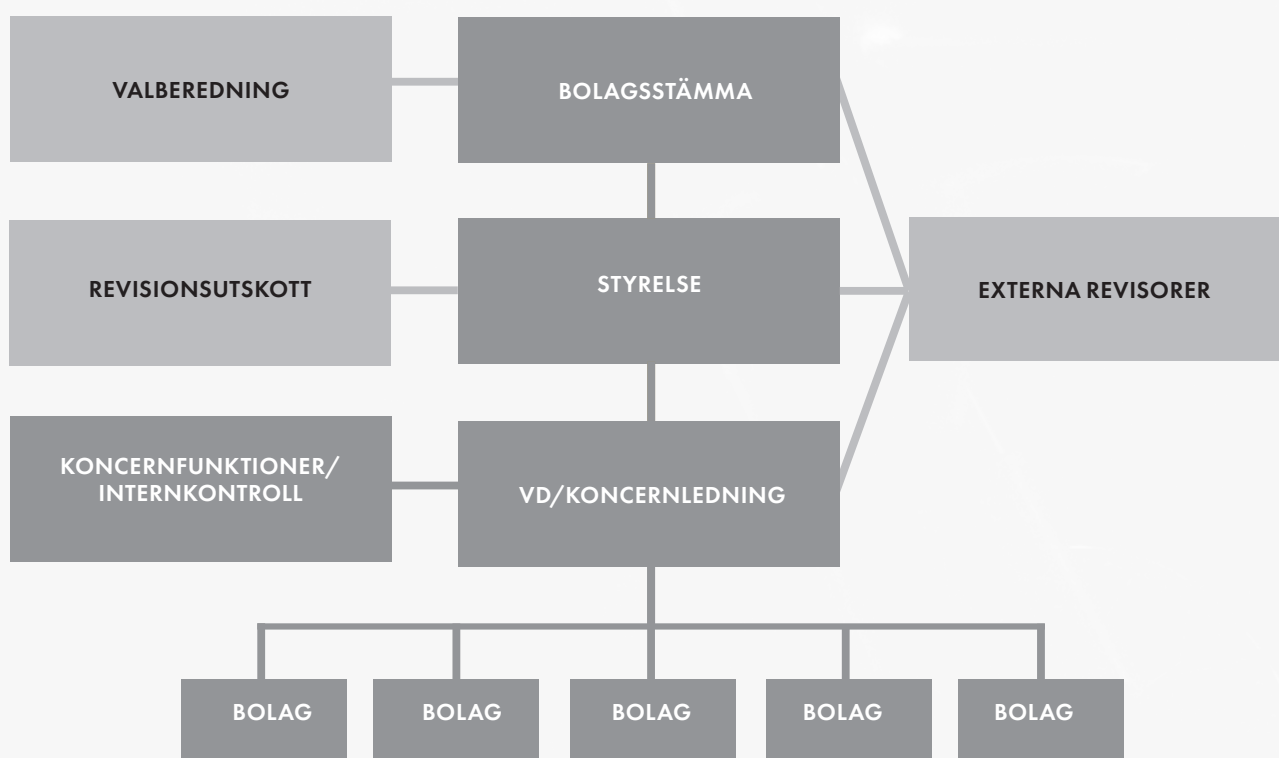 VALBEREDNING
BOLAGSSTÄMMA
REVISIONSUTSKOTT
STYRELSE
EXTERNA REVISORER
KONCERNFUNKTIONER/
INTERNKONTROLL
VD/KONCERNLEDNING
BOLAG
BOLAG
BOLAG
BOLAG
BOLAG